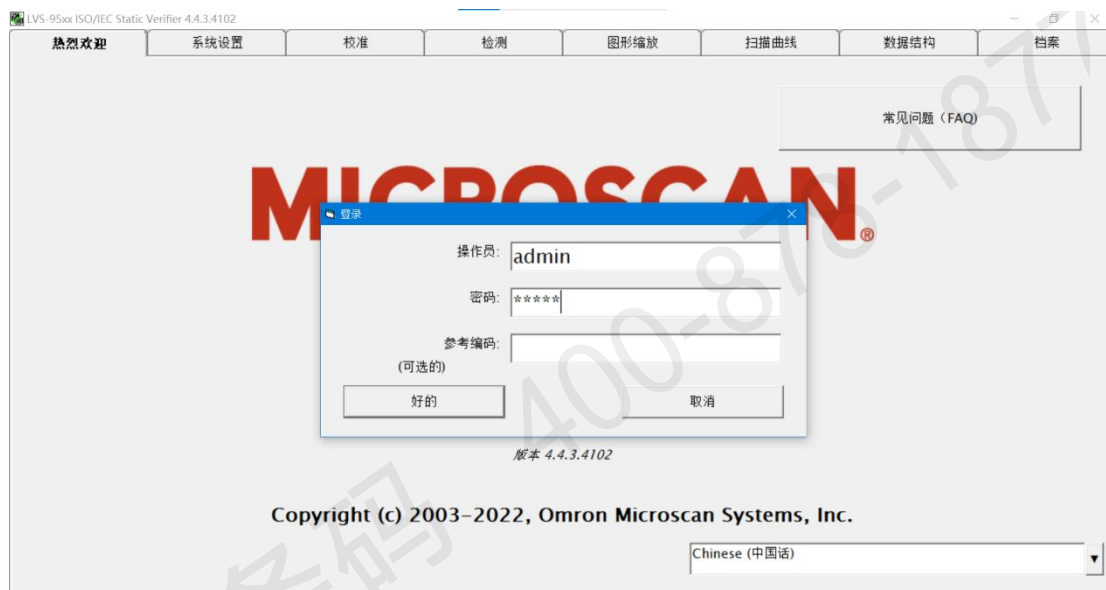 LVS-95xx ISO/IEC Static Verifier 4.4.3.4102
热烈欢迎 系统设置 校准 检测 图形缩放 扫描曲线 数据结构 档案
常见问题（FAQ)
MICROSCAN®
登录
操作员: admin
密码: *****
参考编码:
(可选的)
好的 取消
版本 4.4.3.4102
Copyright (c) 2003-2022, Omron Microscan Systems, Inc.
Chinese (中国话)
条码 400-878-1877